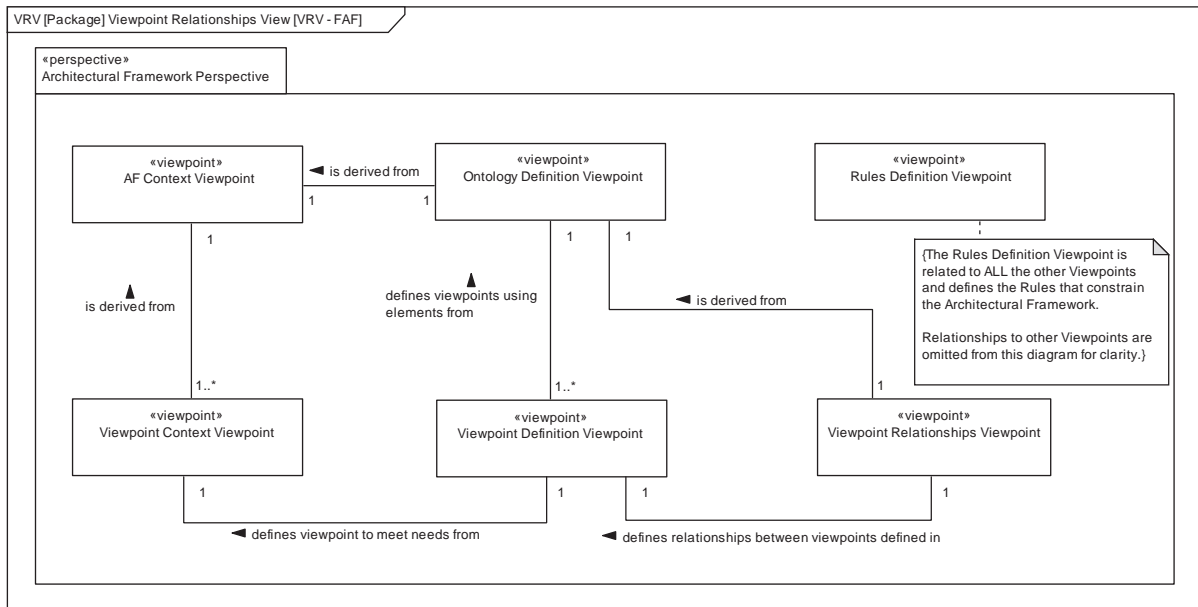 VRV [Package] Viewpoint Relationships View [VRV - FAF]
«perspective»
Architectural Framework Perspective
«viewpoint»
AF Context Viewpoint
is derived from
1
1
«viewpoint»
Ontology Definition Viewpoint
«viewpoint»
Rules Definition Viewpoint
1
1
1
{The Rules Definition Viewpoint is
related to ALL the other Viewpoints
and defines the Rules that constrain
the Architectural Framework.
Relationships to other Viewpoints are
omitted from this diagram for clarity.}
is derived from
defines viewpoints using
elements from
is derived from
1..*
1..*
1
«viewpoint»
Viewpoint Context Viewpoint
«viewpoint»
Viewpoint Definition Viewpoint
«viewpoint»
Viewpoint Relationships Viewpoint
1
1
1
1
defines viewpoint to meet needs from
defines relationships between viewpoints defined in